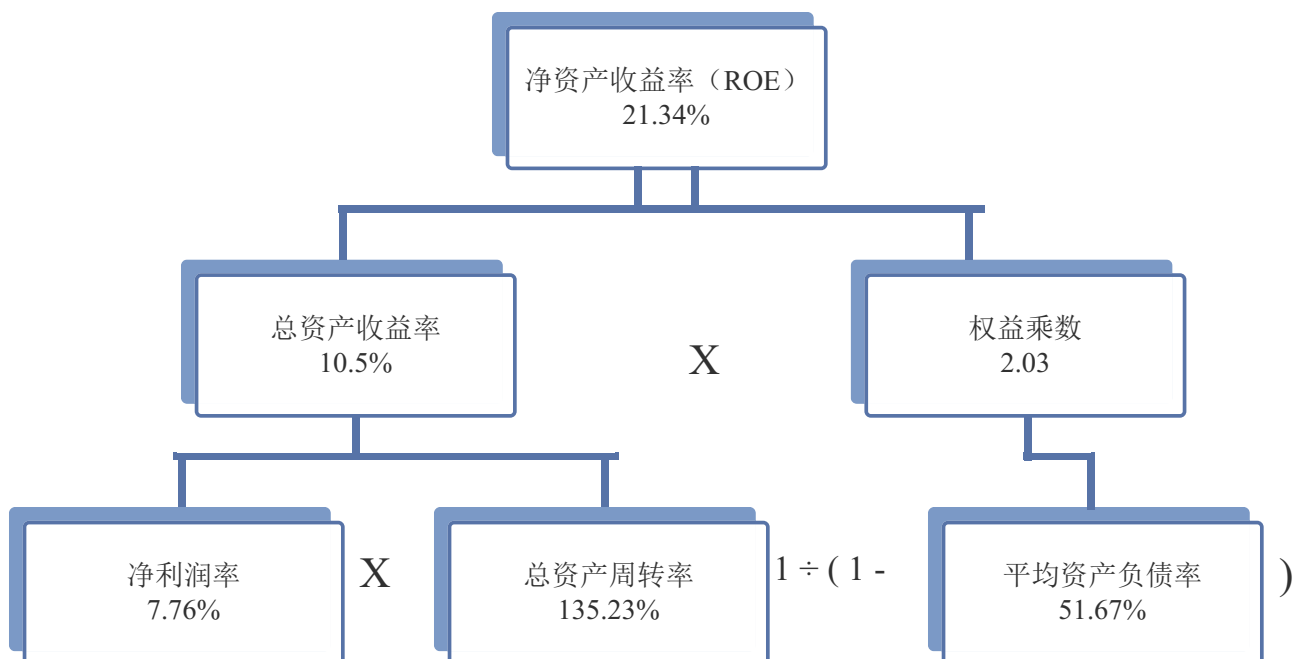 净资产收益率（ROE）
21.34%
总资产收益率
10.5%
X
权益乘数
2.03
净利润率
7.76%
X
总资产周转率
135.23%
1 ÷ ( 1 -
平均资产负债率
51.67%
)